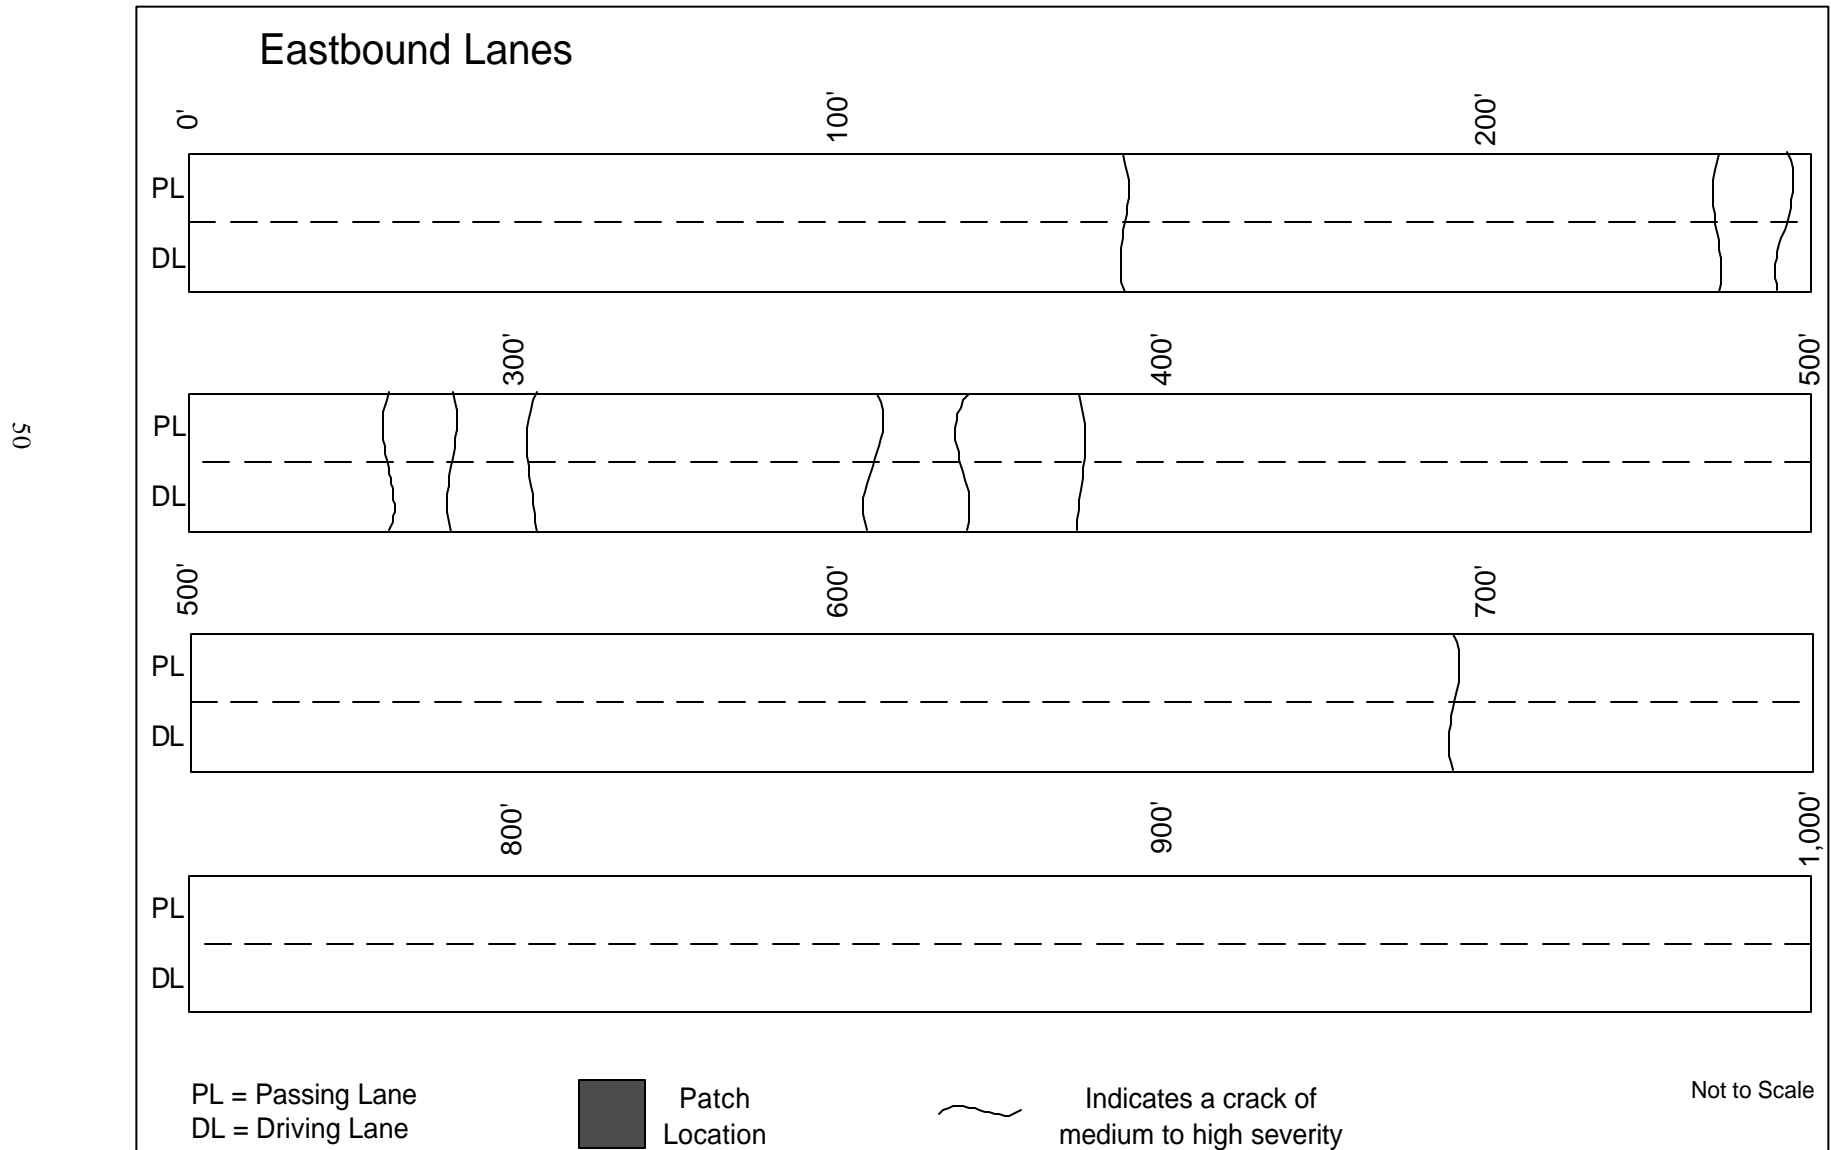 Eastbound Lanes
0' 100' 200'
PL
DL
300' 400' 500'
PL
DL
500' 600' 700'
PL
DL
800' 900' 1,000'
PL
DL
PL = Passing Lane
DL = Driving Lane
Patch
Location
Indicates a crack of
medium to high severity
Not to Scale
50